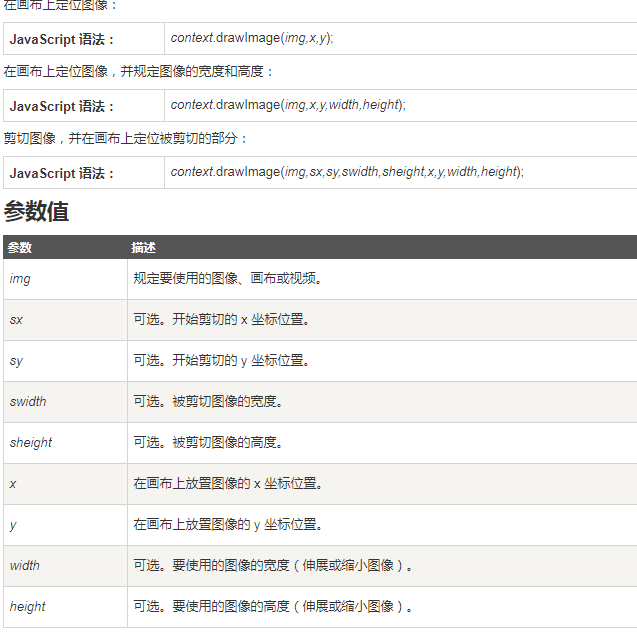 在画布上定位图像：
JavaScript 语法： context.drawImage(img,x,y);
在画布上定位图像，并规定图像的宽度和高度：
JavaScript 语法： context.drawImage(img,x,y,width,height);
剪切图像，并在画布上定位被剪切的部分：
JavaScript 语法： context.drawImage(img,sx,sy,swidth,sheight,x,y,width,height);
参数值
参数 描述
img 规定要使用的图像、画布或视频。
sx 可选。开始剪切的 x 坐标位置。
sy 可选。开始剪切的 y 坐标位置。
swidth 可选。被剪切图像的宽度。
sheight 可选。被剪切图像的高度。
x 在画布上放置图像的 x 坐标位置。
y 在画布上放置图像的 y 坐标位置。
width 可选。要使用的图像的宽度（伸展或缩小图像）。
height 可选。要使用的图像的高度（伸展或缩小图像）。